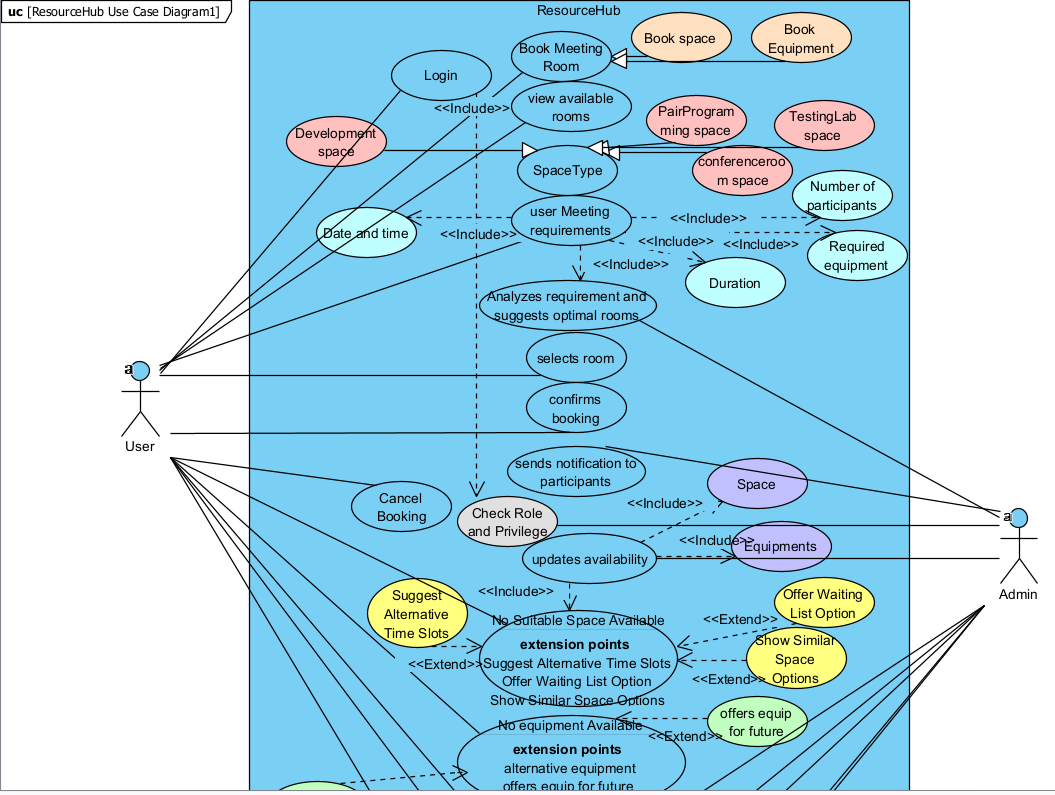 uc [ResourceHub Use Case Diagram1]
ResourceHub
Book space
Book
Equipment
Book Meeting
Room
Login
<<Include>>
view available
rooms
PairProgram
ming space
TestingLab
space
Development
space
SpaceType
conferenceroo
m space
Number of
participants
user Meeting
requirements
<<Include>>
Date and time
<<Include>>
<<Include>>
<<Include>>
Required
equipment
<<Include>>
Duration
Analyzes requirement and
suggests optimal rooms
selects room
a
confirms
booking
User
sends notification to
participants
Space
Cancel
Booking
<<Include>>
Check Role
and Privilege
a
<<Include>>
Equipments
updates availability
Admin
<<Include>>
Suggest
Alternative
Time Slots
Offer Waiting
List Option
No Suitable Space Available
<<Extend>>
extension points
Suggest Alternative Time Slots
Offer Waiting List Option
Show Similar Space Options
<<Extend>>
Show Similar
Space
Options
<<Extend>>
offers equip
for future
No equipment Available
<<Extend>>
extension points
alternative equipment
offers equip for future